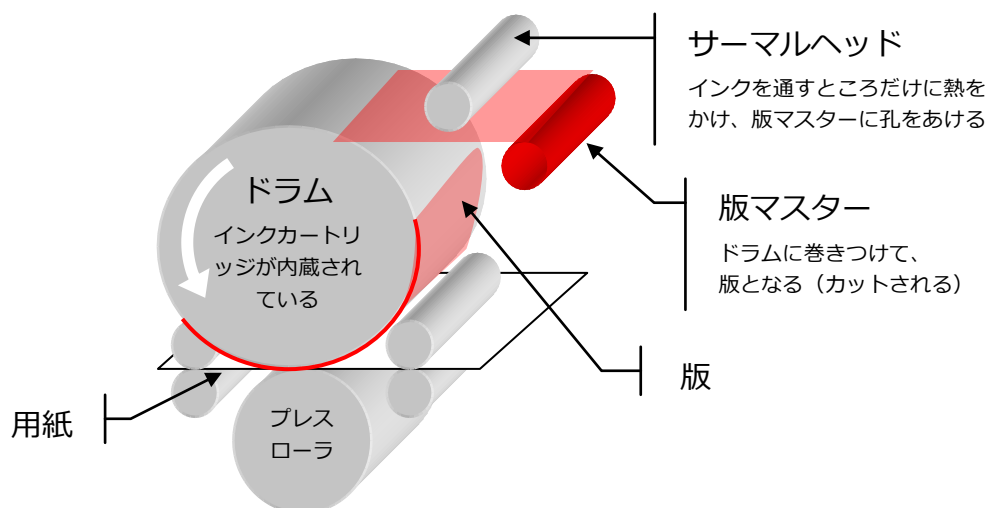 サーマルヘッド
インクを通すところだけに熱を
かけ、版マスターに孔をあける
版マスター
ドラムに巻きつけて、
版となる（カットされる）
ドラム
インクカートリ
ッジが内蔵され
ている
版
用紙
プレス
ローラ